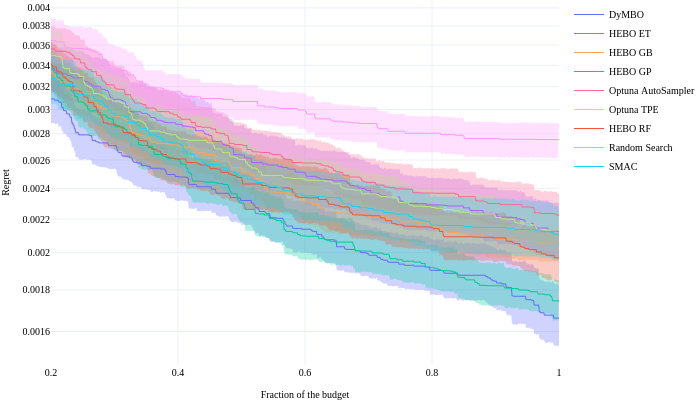 0.004
0.0038
0.0036
0.0034
0.0032
0.003
0.0028
0.0026
0.0024
0.0022
0.002
0.0018
0.0016
Regret
0.2
0.4
0.6
0.8
1
Fraction of the budget
DyMBO
HEBO ET
HEBO GB
HEBO GP
Optuna AutoSampler
Optuna TPE
HEBO RF
Random Search
SMAC